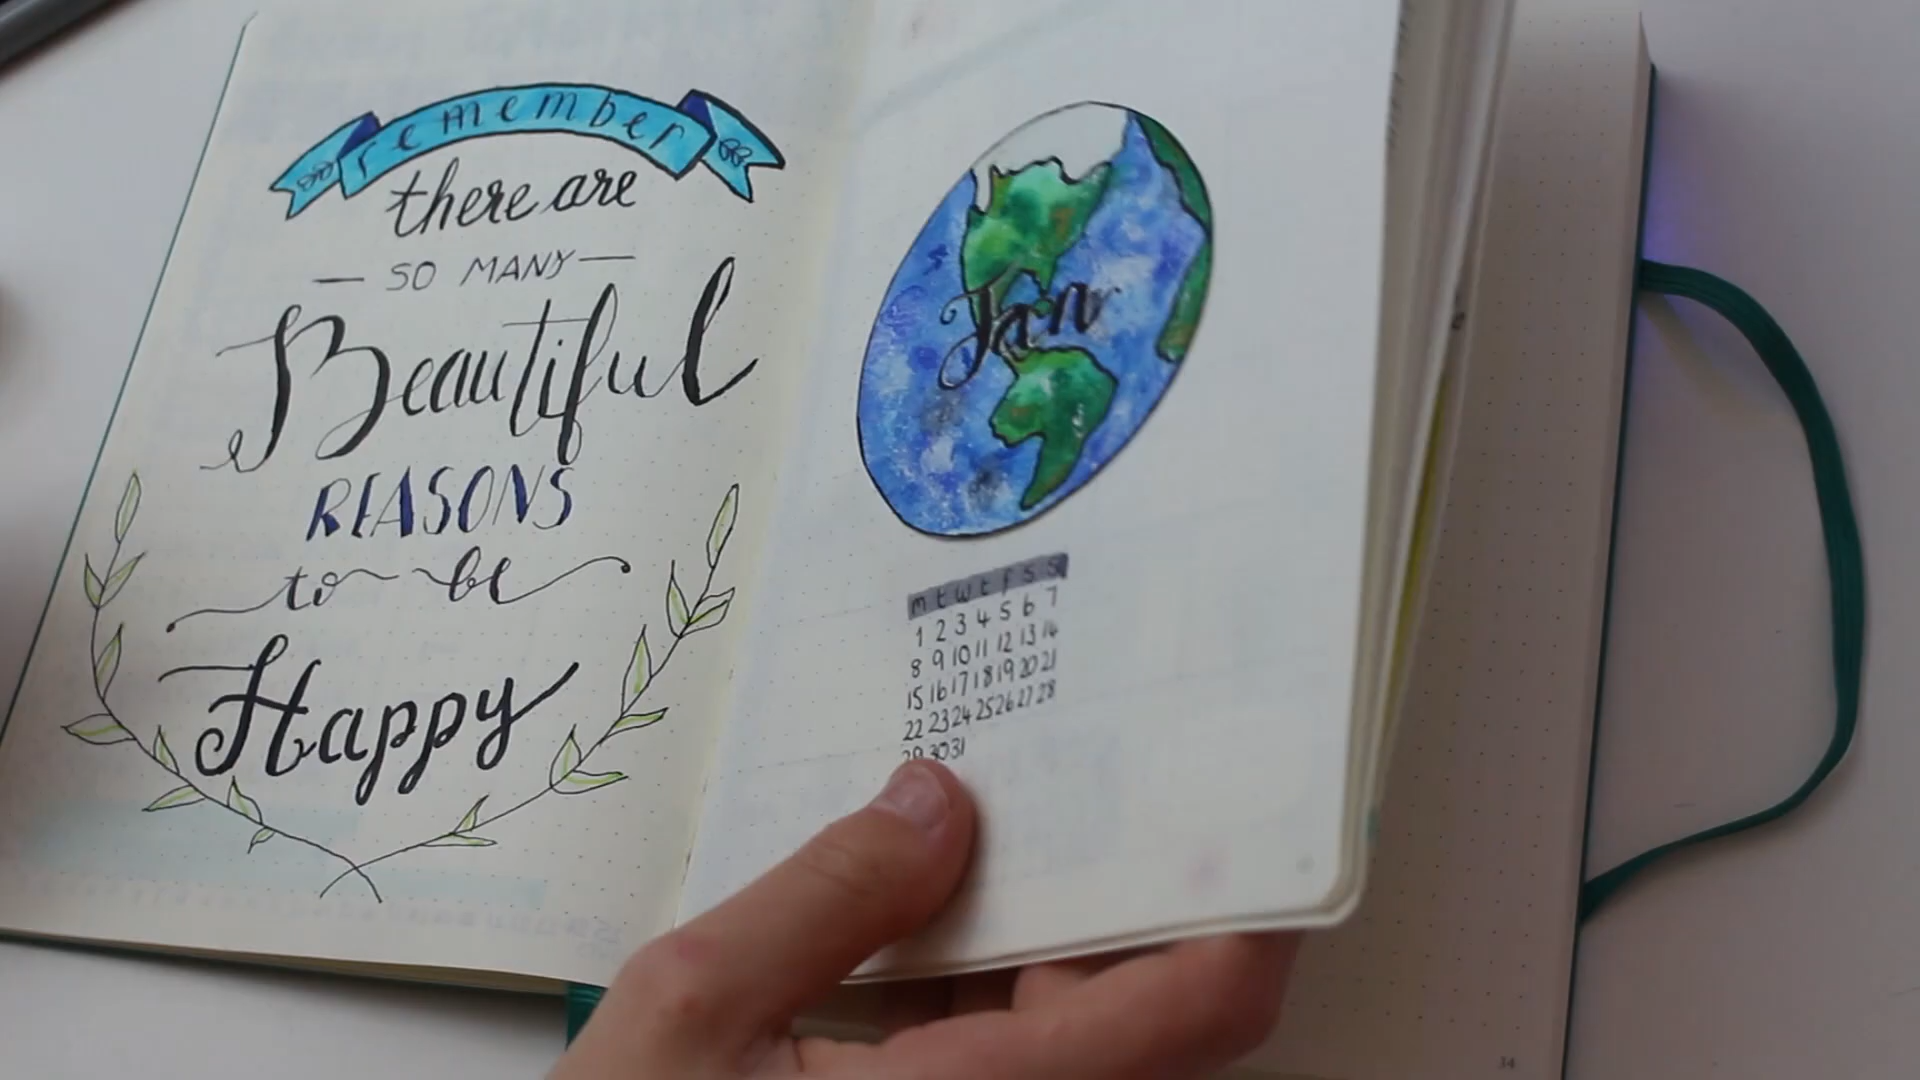 remember
there are
SO MANY
Beautiful
REASONS
to be
Happy
Jan
m t w t f s s
1 2 3 4 5 6 7
8 9 10 11 12 13 14
15 16 17 18 19 20 21
22 23 24 25 26 27 28
29 30 31
34